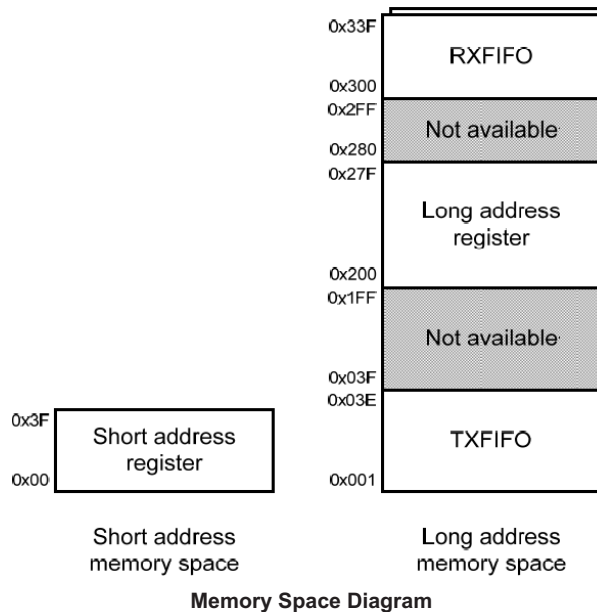 0x33F
RXFIFO
0x300
0x2FF
Not available
0x280
0x27F
Long address
register
0x200
0x1FF
Not available
0x03F
0x03E
TXFIFO
0x001
0x3F
Short address
register
0x00
Short address
memory space
Long address
memory space
Memory Space Diagram